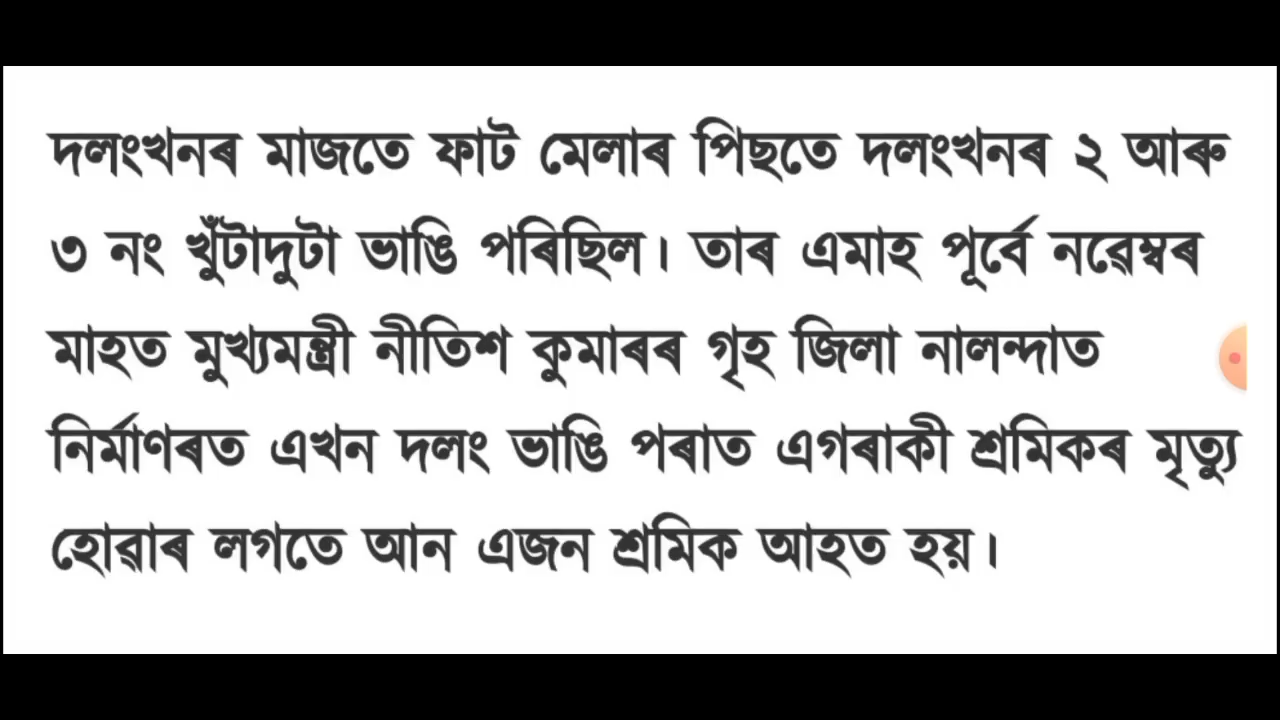 দলংখনৰ মাজতে ফাট মেলাৰ পিছতে দলংখনৰ ২ আৰু
৩ নং খুঁটাদুটা ভাঙি পৰিছিল। তাৰ এমাহ পূৰ্বে নৱেম্বৰ
মাহত মুখ্যমন্ত্ৰী নীতিশ কুমাৰৰ গৃহ জিলা নালন্দাত
নিৰ্মাণৰত এখন দলং ভাঙি পৰাত এগৰাকী শ্ৰমিকৰ মৃত্যু
হোৱাৰ লগতে আন এজন শ্ৰমিক আহত হয়।